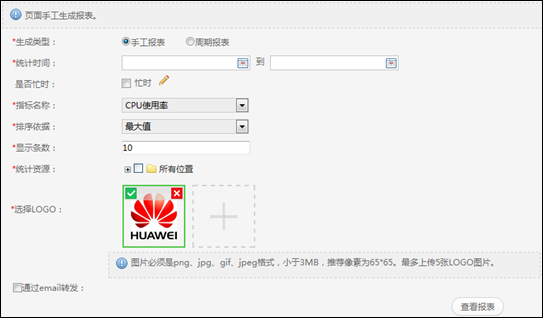 页面手工生成报表。
*生成类型： 手工报表 周期报表
*统计时间： 到
是否忙时： 忙时
*指标名称： CPU使用率
*排序依据： 最大值
*显示条数： 10
*统计资源： 所有位置
*选择LOGO：
HUAWEI
图片必须是png、jpg、gif、jpeg格式，小于3MB，推荐像素为65*65。最多上传5张LOGO图片。
通过email转发：
查看报表